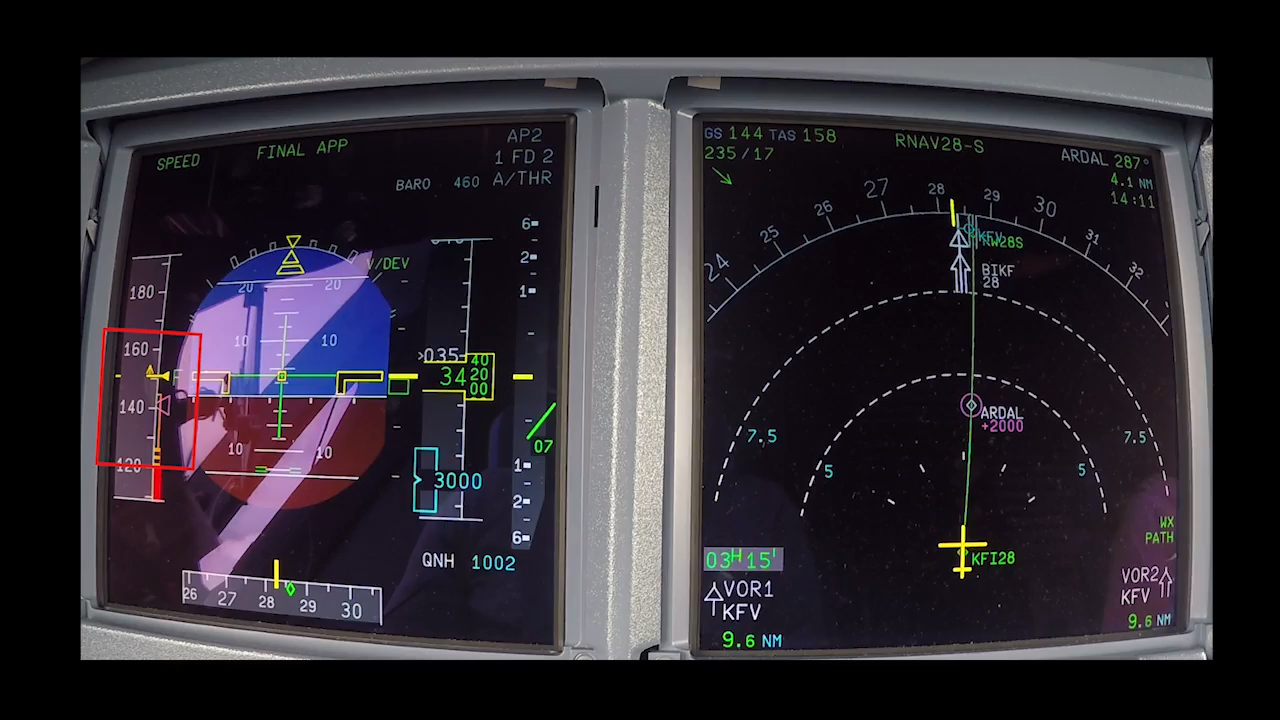 SPEED FINAL APP AP2
1 FD 2
BARO 460 A/THR
V/DEV
180
160
140
120
F
20 20
10 10
10 10
035
34 40
20
00
3000
QNH 1002
6
2
1
1
2
6
07
26 27 28 29 30
GS 144 TAS 158 RNAV28-S ARDAL 287°
235/17 4.1 NM
14:11
24 25 26 27 28 29 30 31 32
BIKF
28
ARDAL
+2000
7.5 7.5
5 5
KFI28
WX
PATH
03H 15'
VOR1 VOR2
KFV KFV
9.6 NM 9.6 NM